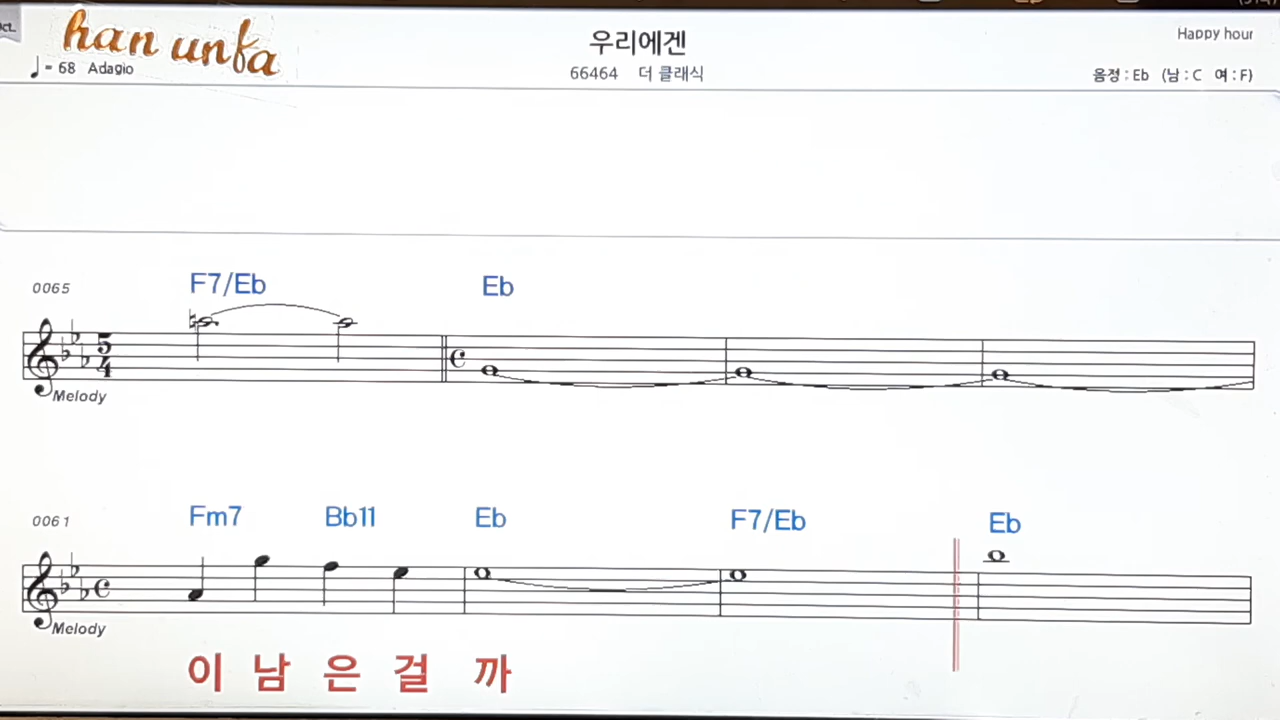 han unfa
우리에겐
Happy hour
♩= 68 Adagio
66464 더 클래식
음정 : Eb (남 : C 여 : F)
0065
F7/Eb Eb
5/4
Melody
0061
Fm7 Bb11 Eb F7/Eb Eb
Melody
이 남 은 걸 까